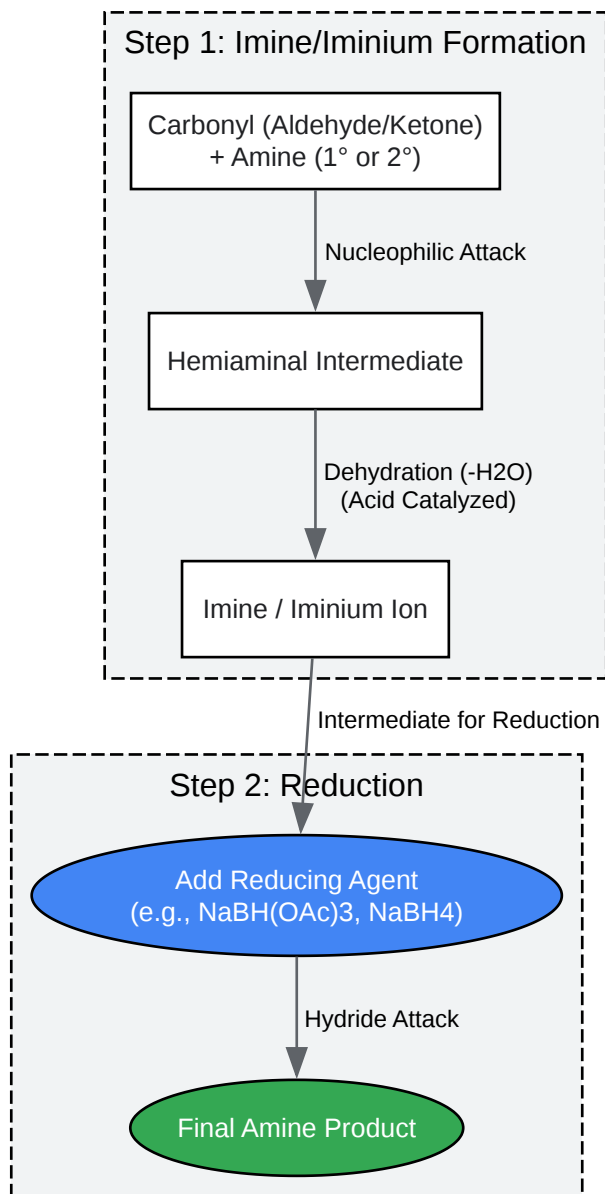 Step 1: Imine/Iminium Formation
Carbonyl (Aldehyde/Ketone)
+ Amine (1° or 2°)
Nucleophilic Attack
Hemiaminal Intermediate
Dehydration (-H2O)
(Acid Catalyzed)
Imine / Iminium Ion
Intermediate for Reduction
Step 2: Reduction
Add Reducing Agent
(e.g., NaBH(OAc)3, NaBH4)
Hydride Attack
Final Amine Product